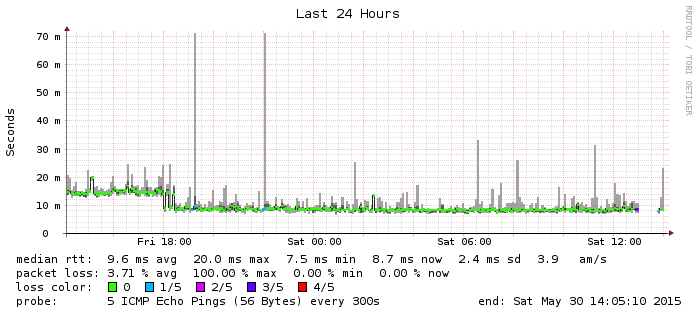 Last 24 Hours
RRDTOOL / TOBI OETIKER
Seconds
70 m
60 m
50 m
40 m
30 m
20 m
10 m
0
Fri 18:00 Sat 00:00 Sat 06:00 Sat 12:00
median rtt: 9.6 ms avg 20.0 ms max 7.5 ms min 8.7 ms now 2.4 ms sd 3.9 am/s
packet loss: 3.71 % avg 100.00 % max 0.00 % min 0.00 % now
loss color: 0 1/5 2/5 3/5 4/5
probe: 5 ICMP Echo Pings (56 Bytes) every 300s end: Sat May 30 14:05:10 2015